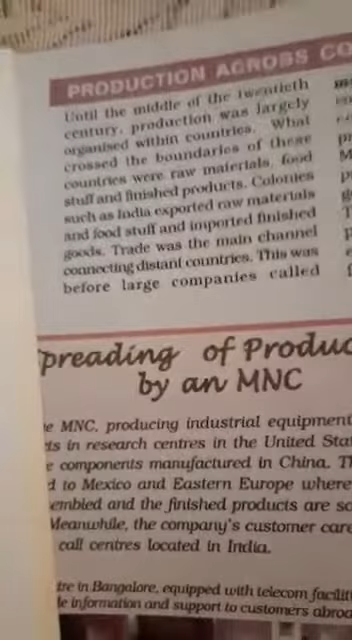 PRODUCTION ACROSS CO
Until the middle of the twentieth
century, production was largely
organised within countries. What
crossed the boundaries of these
countries were raw materials, food
stuff and finished products. Colonies
such as India exported raw materials
and food stuff and imported finished
goods. Trade was the main channel
connecting distant countries. This was
before large companies called
preading of Produc
by an MNC
e MNC, producing industrial equipment
ts in research centres in the United Sta
e components manufactured in China. Th
d to Mexico and Eastern Europe where
embled and the finished products are so
Meanwhile, the company's customer care
call centres located in India.
tre in Bangalore, equipped with telecom facilit
le information and support to customers abroa